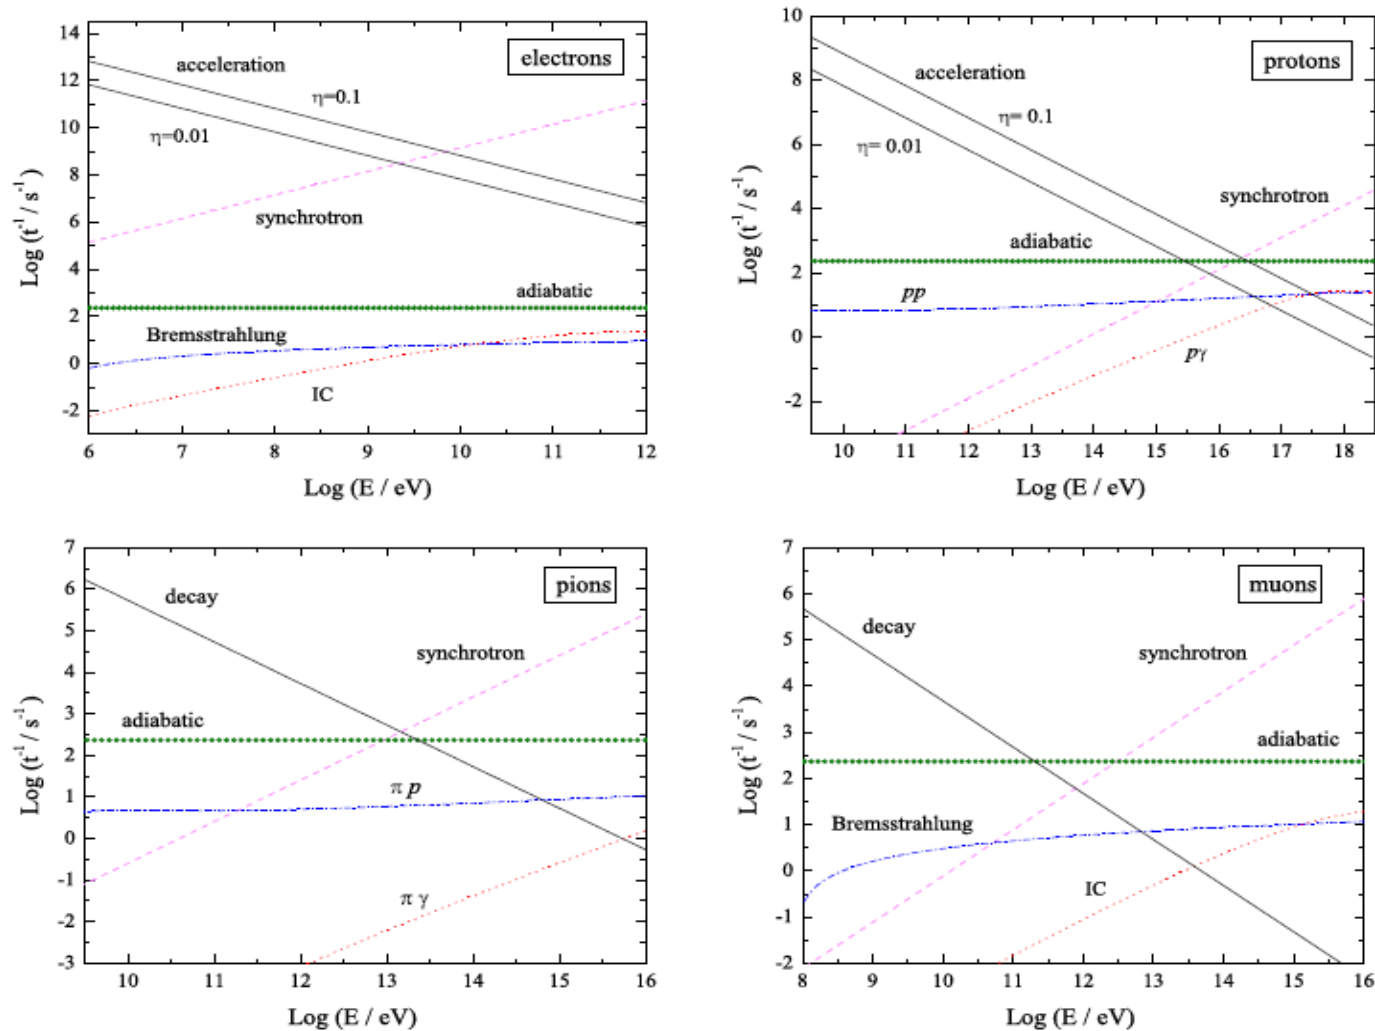 electrons
acceleration
η=0.1
η=0.01
synchrotron
adiabatic
Bremsstrahlung
IC
Log (t⁻¹ / s⁻¹)
14
12
10
8
6
4
2
0
-2
6 7 8 9 10 11 12
Log (E / eV)
protons
acceleration
η= 0.1
η= 0.01
synchrotron
adiabatic
pp
pγ
Log (t⁻¹ / s⁻¹)
10
8
6
4
2
0
-2
10 11 12 13 14 15 16 17 18
Log (E / eV)
pions
decay
synchrotron
adiabatic
π p
π γ
Log (t⁻¹ / s⁻¹)
7
6
5
4
3
2
1
0
-1
-2
-3
10 11 12 13 14 15 16
Log (E / eV)
muons
decay
synchrotron
adiabatic
Bremsstrahlung
IC
Log (t⁻¹ / s⁻¹)
7
6
5
4
3
2
1
0
-1
-2
8 9 10 11 12 13 14 15 16
Log (E / eV)